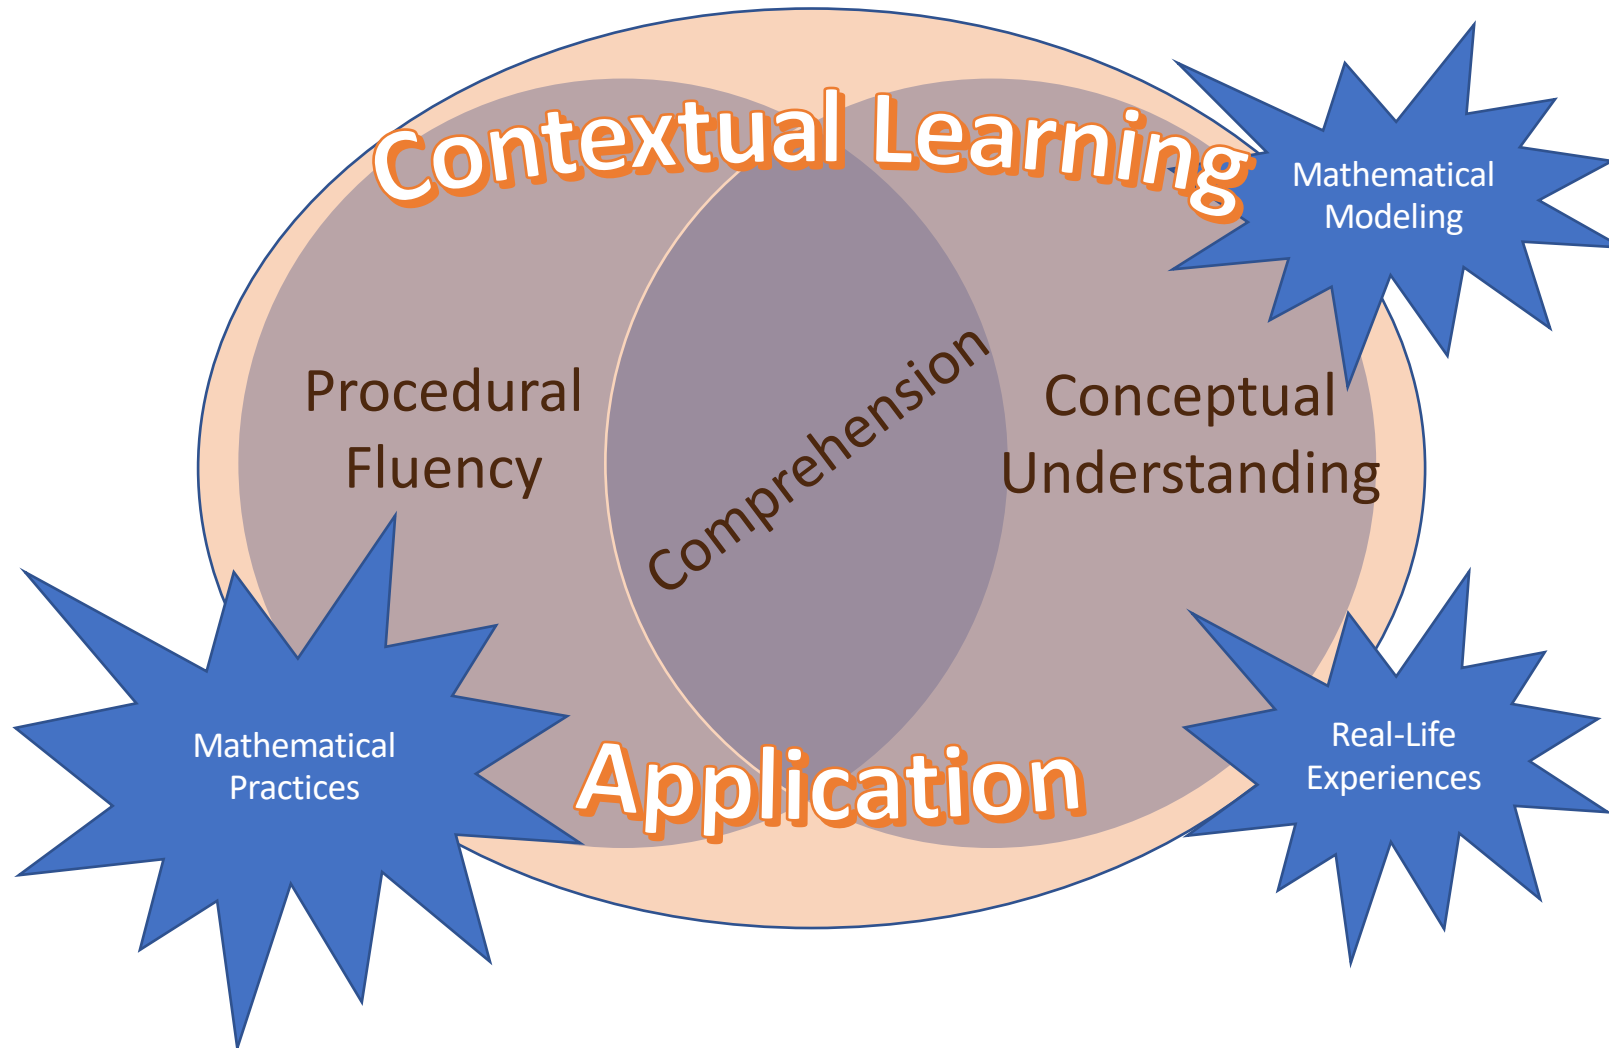 Contextual Learning
Mathematical
Modeling
Procedural
Fluency
Comprehension
Conceptual
Understanding
Mathematical
Practices
Application
Real-Life
Experiences